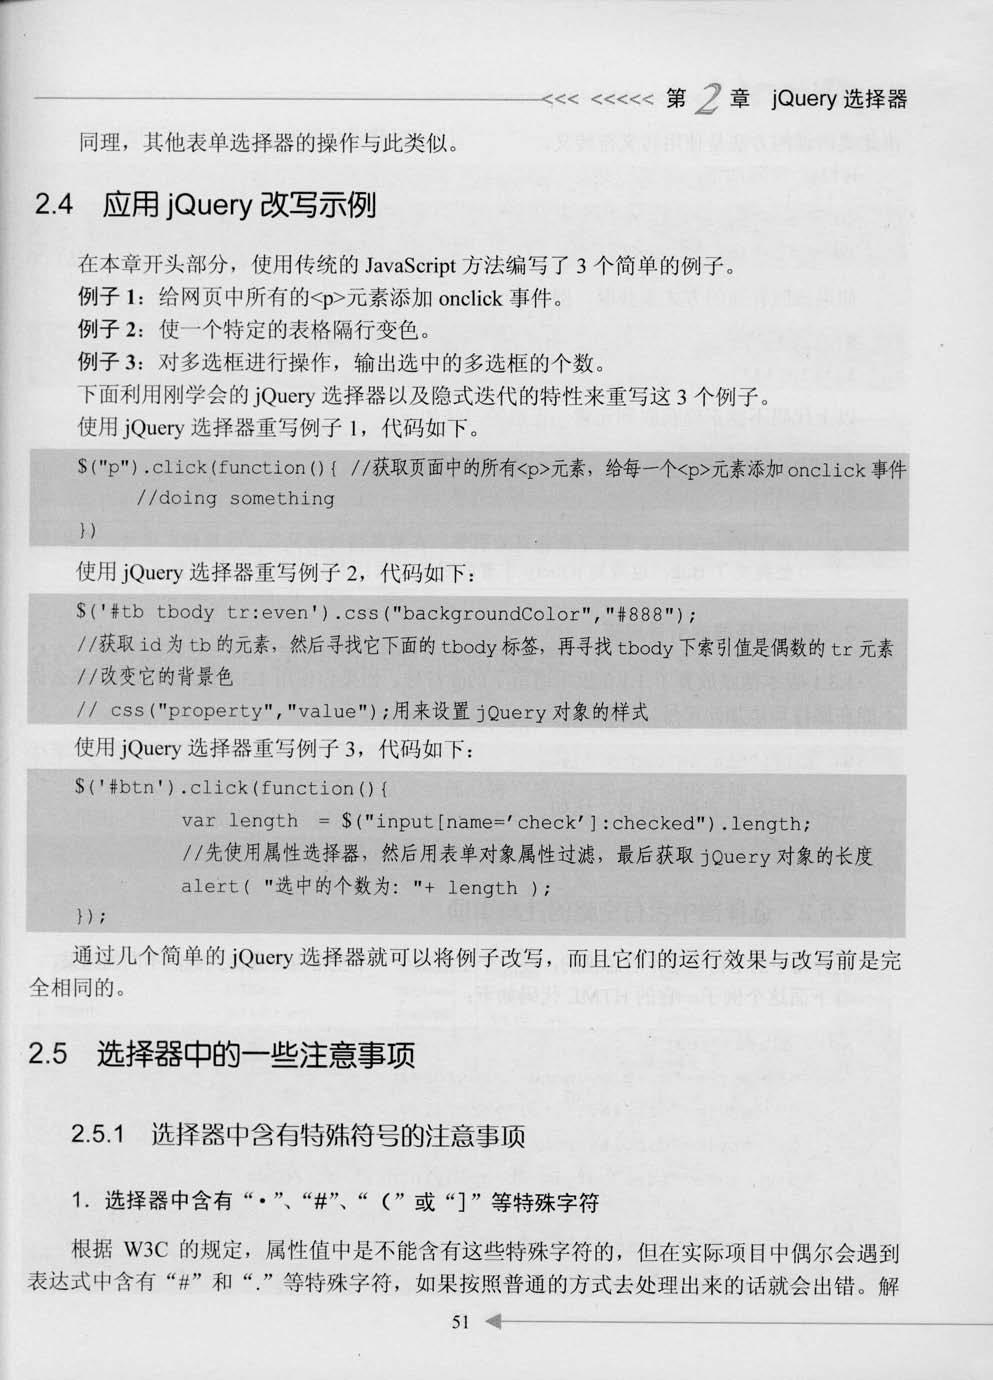 <<< <<<<< 第2章 jQuery 选择器
同理，其他表单选择器的操作与此类似。
2.4 应用 jQuery 改写示例
在本章开头部分，使用传统的 JavaScript 方法编写了 3 个简单的例子。
例子 1：给网页中所有的<p>元素添加 onclick 事件。
例子 2：使一个特定的表格隔行变色。
例子 3：对多选框进行操作，输出选中的多选框的个数。
下面利用刚学会的 jQuery 选择器以及隐式迭代的特性来重写这 3 个例子。
使用 jQuery 选择器重写例子 1，代码如下。
$("p").click(function(){ //获取页面中的所有<p>元素，给每一个<p>元素添加 onclick 事件
//doing something
})
使用 jQuery 选择器重写例子 2，代码如下：
$('#tb tbody tr:even').css("backgroundColor","#888");
//获取 id 为 tb 的元素，然后寻找它下面的 tbody 标签，再寻找 tbody 下索引值是偶数的 tr 元素
//改变它的背景色
// css("property","value");用来设置 jQuery 对象的样式
使用 jQuery 选择器重写例子 3，代码如下：
$('#btn').click(function(){
var length = $("input[name='check']:checked").length;
//先使用属性选择器，然后用表单对象属性过滤，最后获取 jQuery 对象的长度
alert( "选中的个数为: "+ length );
});
通过几个简单的 jQuery 选择器就可以将例子改写，而且它们的运行效果与改写前是完
全相同的。
2.5 选择器中的一些注意事项
2.5.1 选择器中含有特殊符号的注意事项
1. 选择器中含有“·”、“#”、“（”或“]”等特殊字符
根据 W3C 的规定，属性值中是不能含有这些特殊字符的，但在实际项目中偶尔会遇到
表达式中含有“#”和“.”等特殊字符，如果按照普通的方式去处理出来的话就会出错。解
51